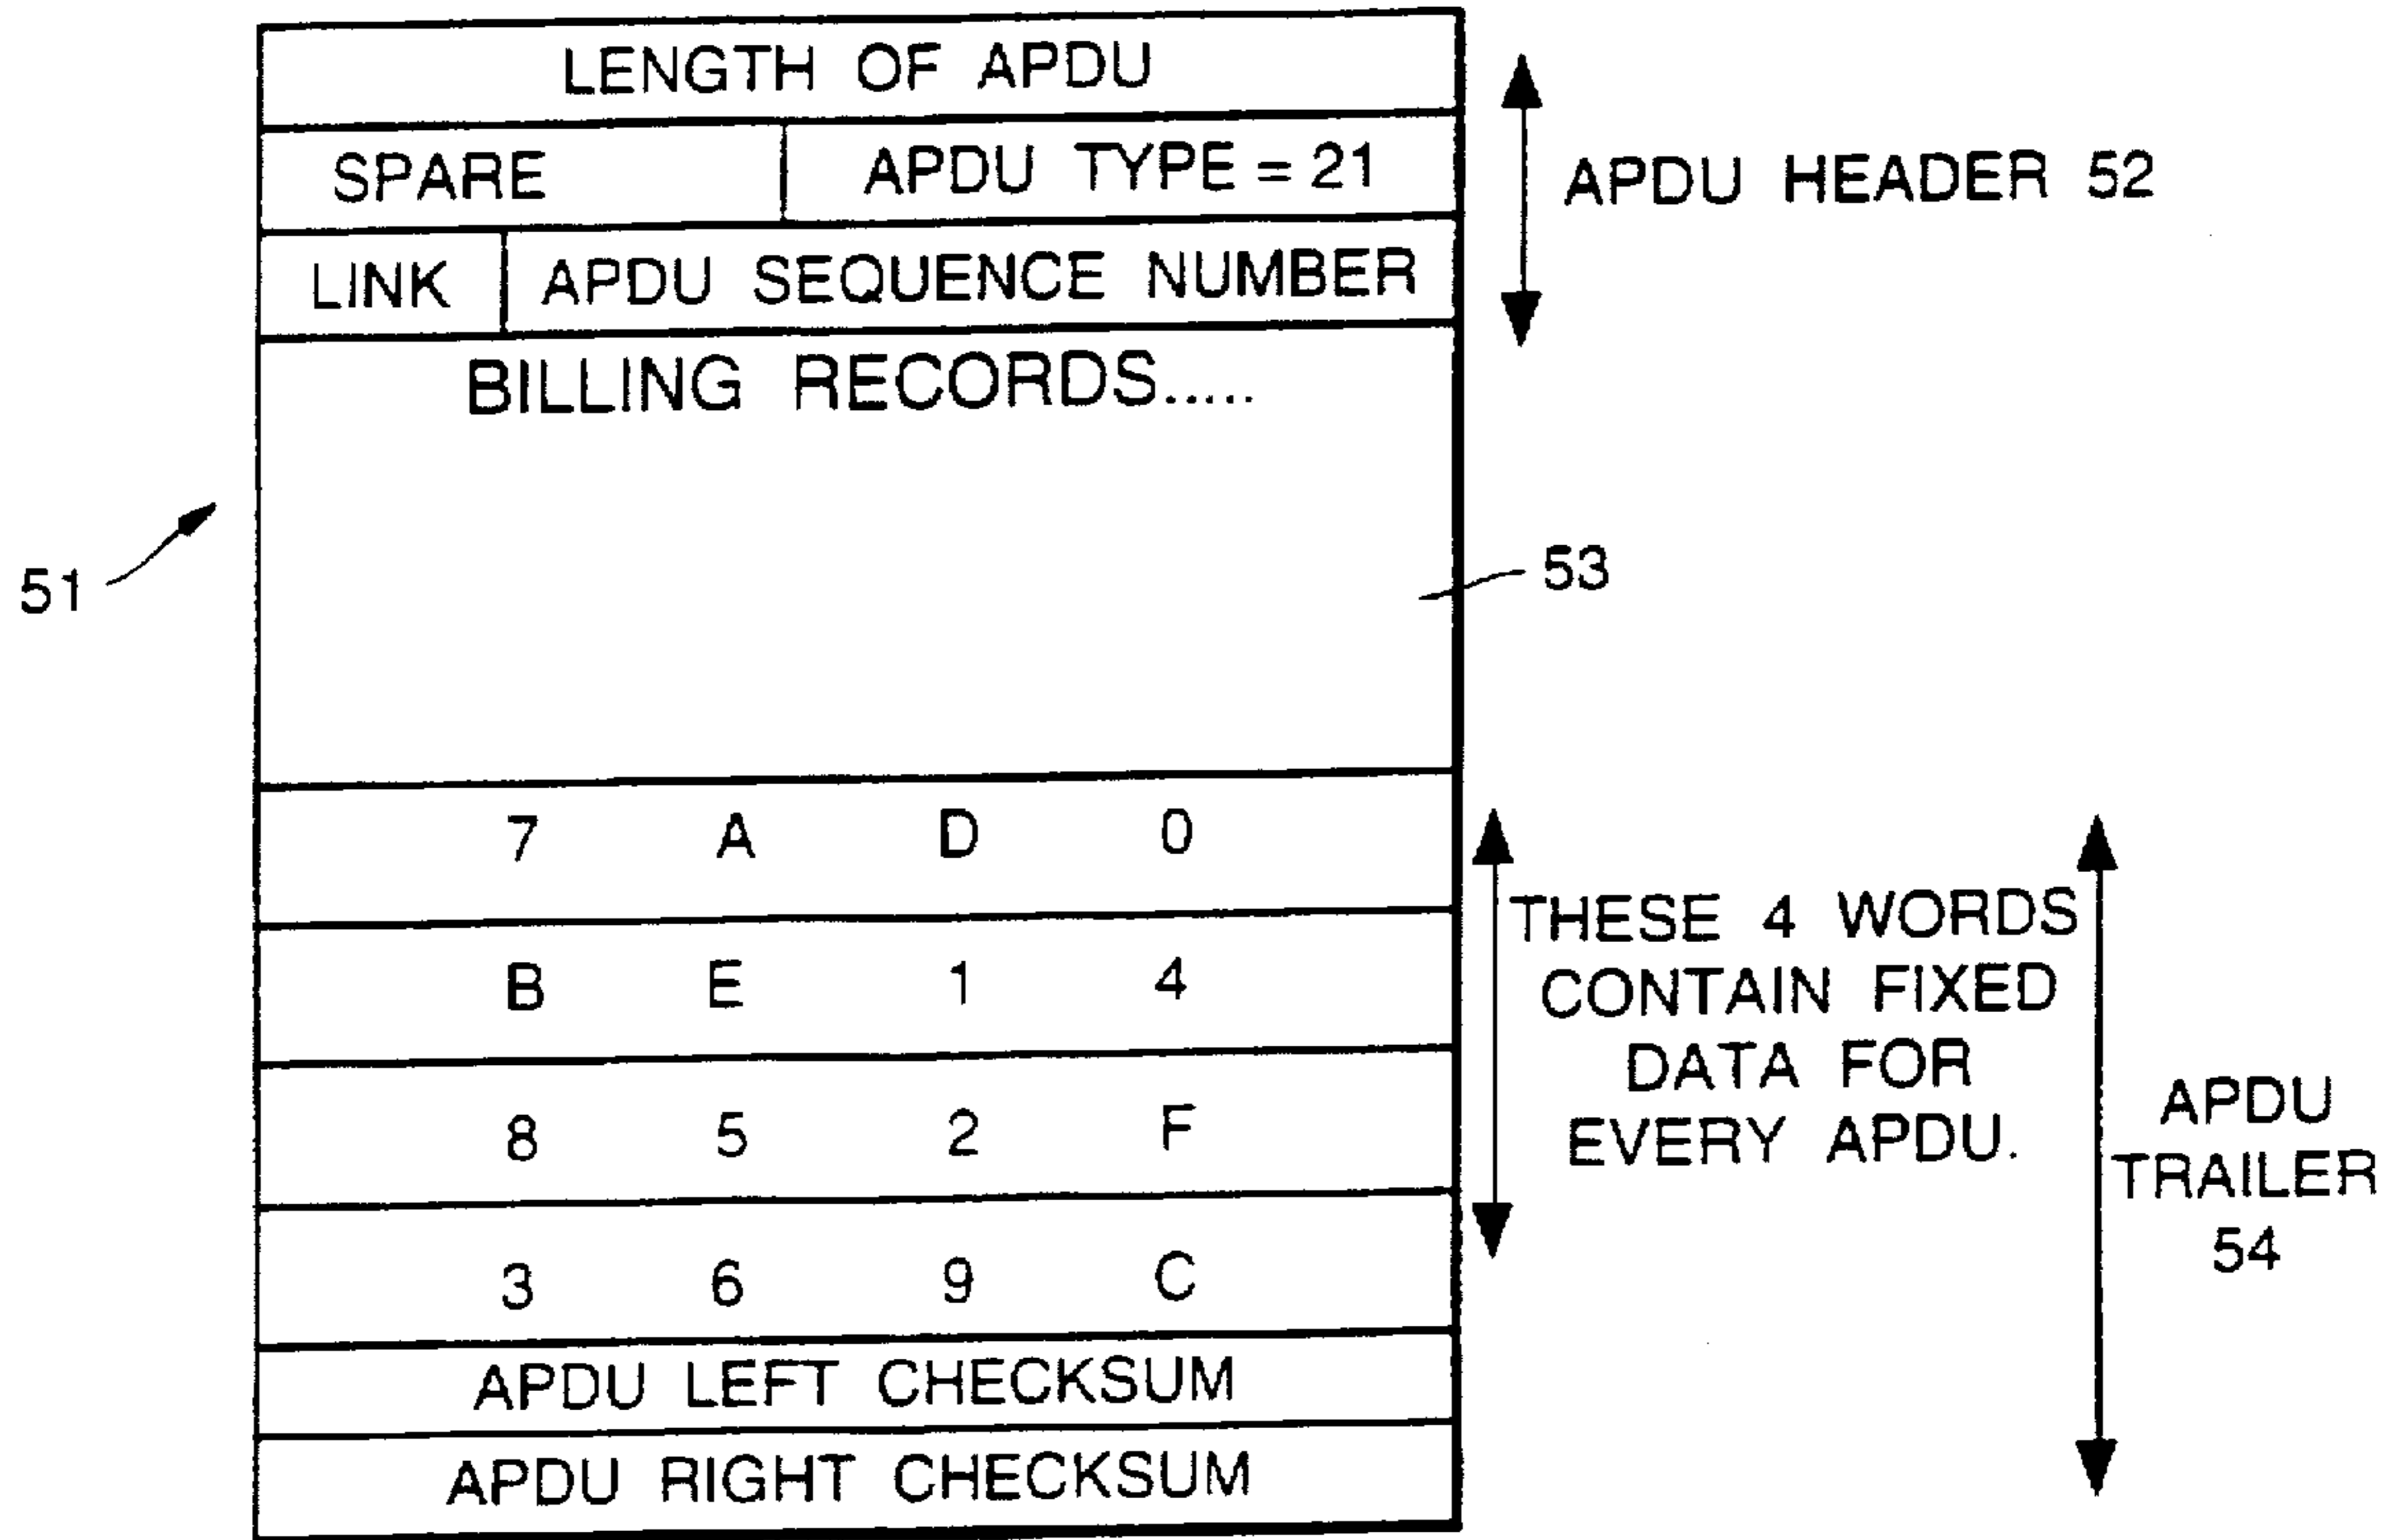 LENGTH OF APDU
SPARE APDU TYPE = 21
LINK APDU SEQUENCE NUMBER
APDU HEADER 52
BILLING RECORDS.....
51
53
7 A D 0
B E 1 4
8 5 2 F
3 6 9 C
THESE 4 WORDS
CONTAIN FIXED
DATA FOR
EVERY APDU.
APDU
TRAILER
54
APDU LEFT CHECKSUM
APDU RIGHT CHECKSUM